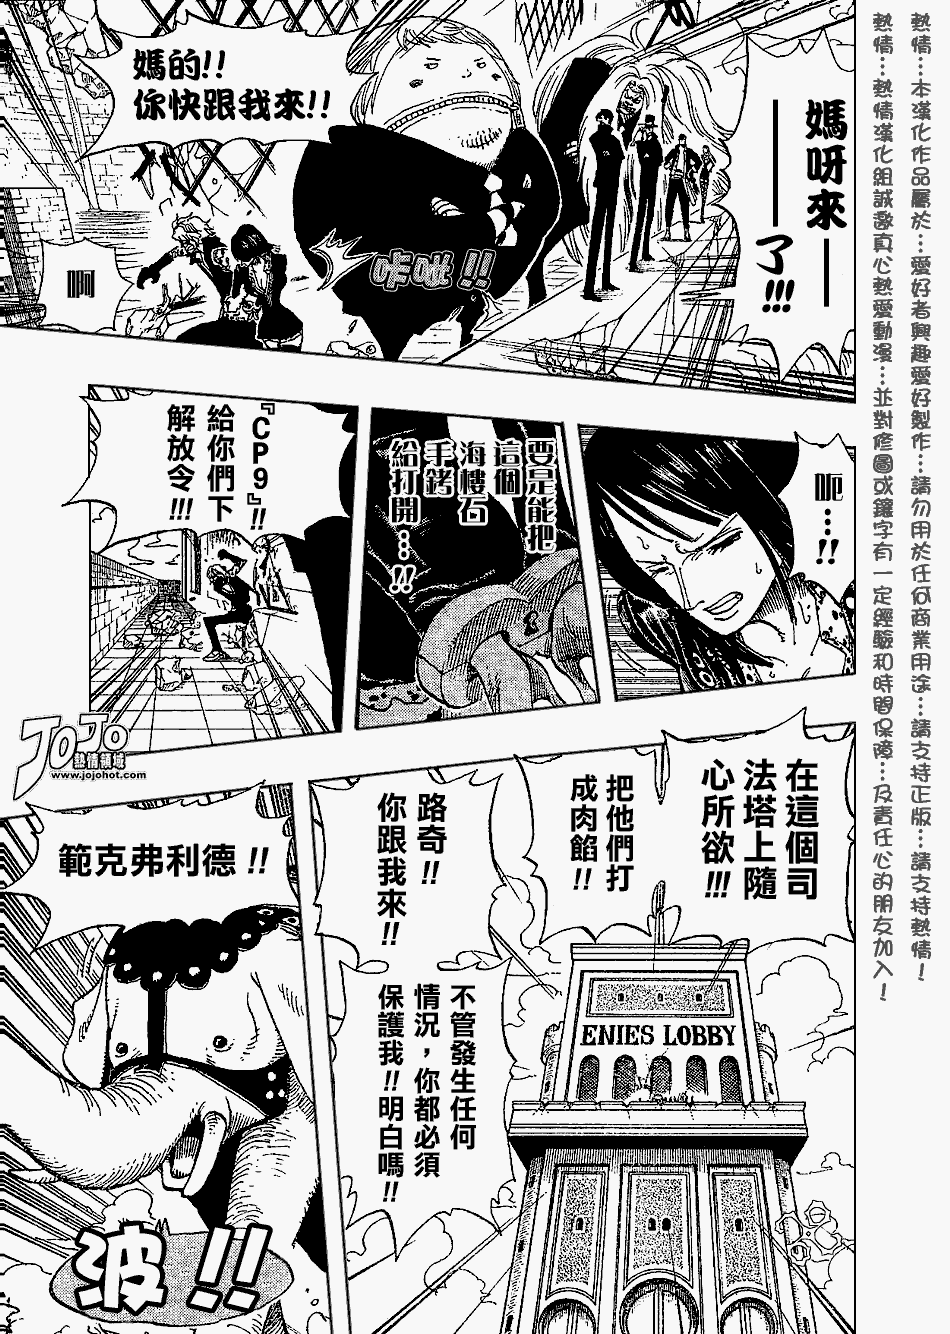 媽呀來——
——了!!!
媽的!!
你快跟我來!!
咔呲!!
啊
呃…!!
要是能把
這個
海樓石
手銬
給打開…!!
『CP9』!!
給你們下
解放令!!!
在這個司
法塔上隨
心所欲!!!
把他們打
成肉餡!!
ENIES LOBBY
路奇!!
你跟我來!!
不管發生任何
情況，你都必須
保護我!!明白嗎!!
範克弗利德!!
波!!
JOJO
熱情領域
www.jojohot.com
熱情…本漢化作品屬於…愛好者興趣愛好製作…請勿用於任何商業用途…請支持正版…請支持熱情!
熱情…熱情漢化組誠邀真心熱愛動漫…並對修圖或鑲字有一定經驗和時間保障…及責任心的朋友加入!